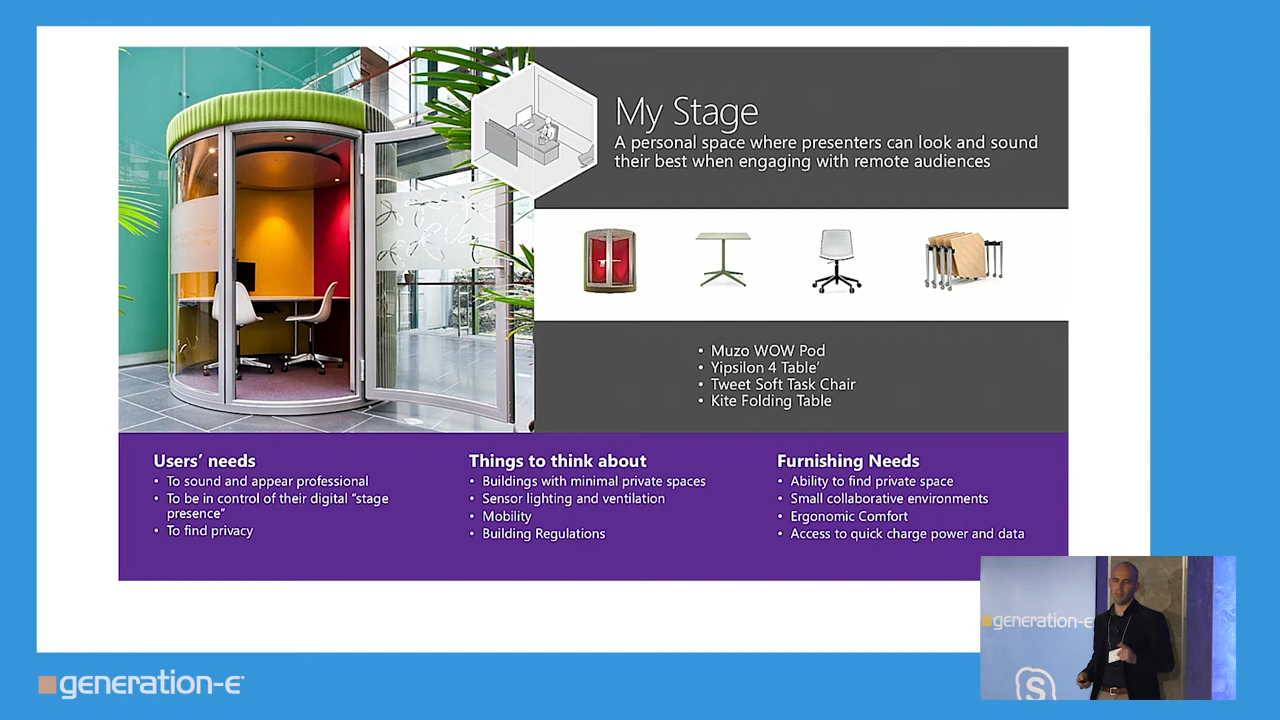 My Stage
A personal space where presenters can look and sound
their best when engaging with remote audiences
• Muzo WOW Pod
• Yipsilon 4 Table'
• Tweet Soft Task Chair
• Kite Folding Table
Users' needs
• To sound and appear professional
• To be in control of their digital "stage
presence"
• To find privacy
Things to think about
• Buildings with minimal private spaces
• Sensor lighting and ventilation
• Mobility
• Building Regulations
Furnishing Needs
• Ability to find private space
• Small collaborative environments
• Ergonomic Comfort
• Access to quick charge power and data
generation-e
S
generation-e